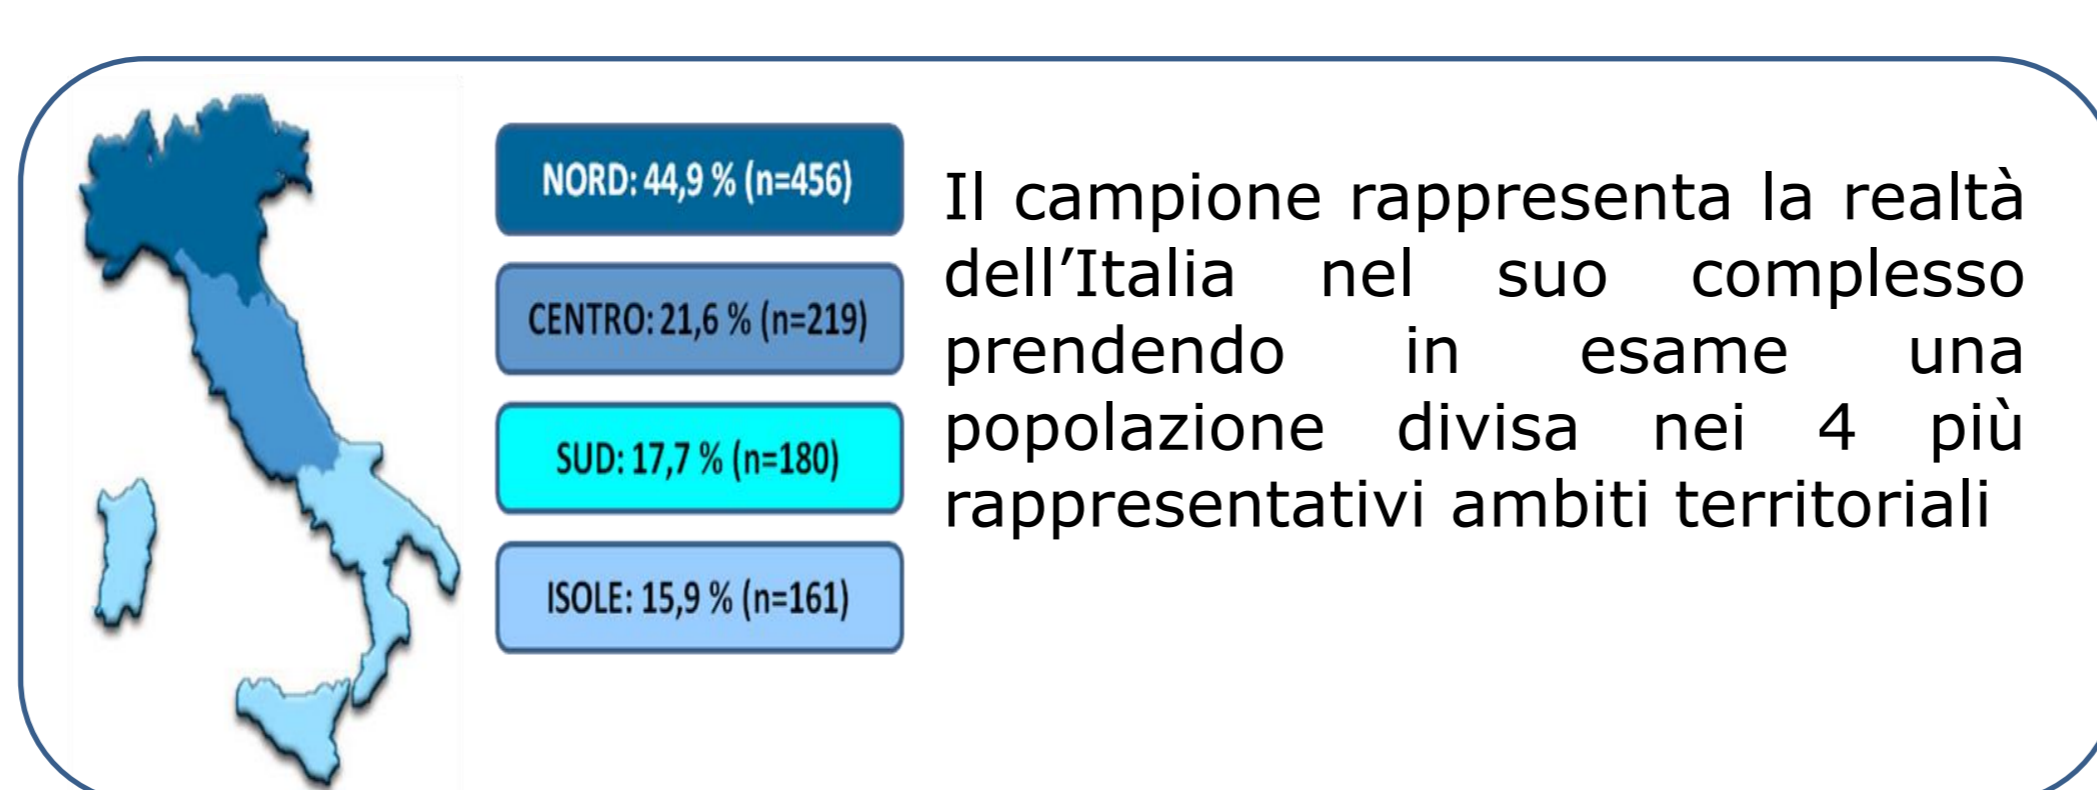 NORD: 44,9 % (n=456)
CENTRO: 21,6 % (n=219)
SUD: 17,7 % (n=180)
ISOLE: 15,9 % (n=161)
Il campione rappresenta la realtà
dell’Italia nel suo complesso
prendendo in esame una
popolazione divisa nei 4 più
rappresentativi ambiti territoriali